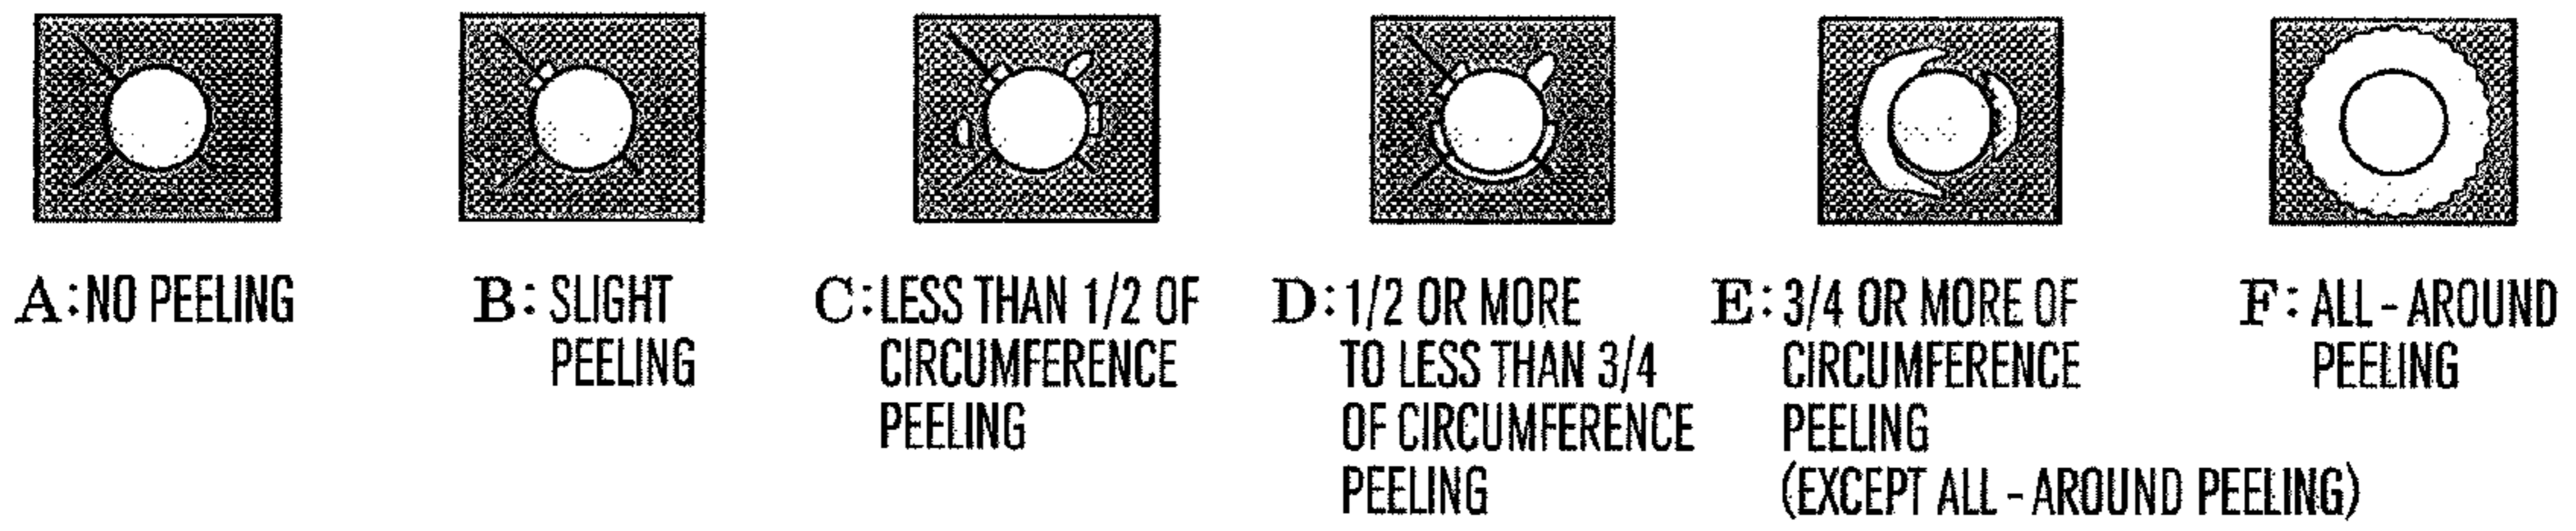 A: NO PEELING
B: SLIGHT
PEELING
C: LESS THAN 1/2 OF
CIRCUMFERENCE
PEELING
D: 1/2 OR MORE
TO LESS THAN 3/4
OF CIRCUMFERENCE
PEELING
E: 3/4 OR MORE OF
CIRCUMFERENCE
PEELING
(EXCEPT ALL-AROUND PEELING)
F: ALL-AROUND
PEELING